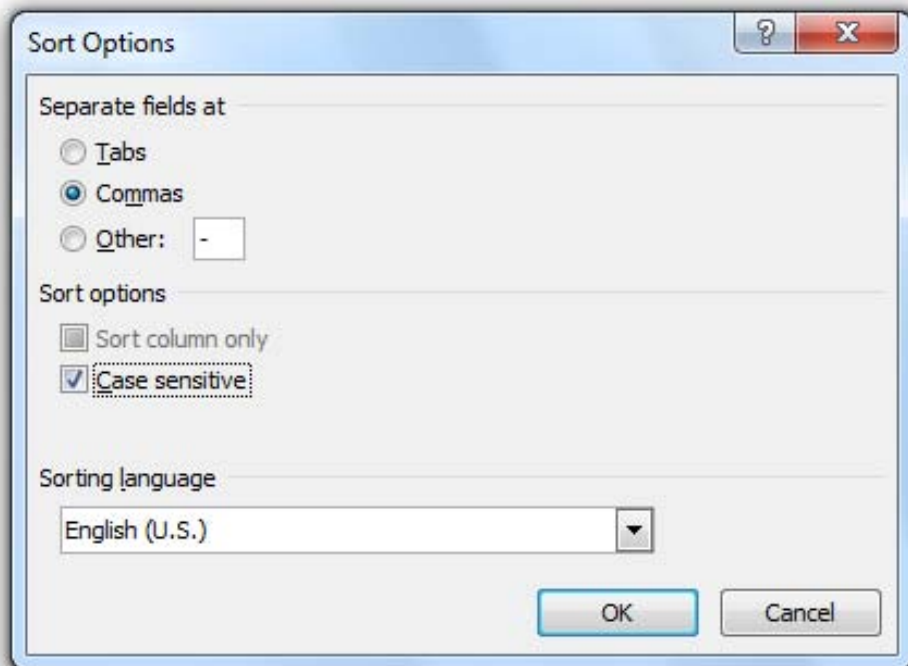 Sort Options
Separate fields at
Tabs
Commas
Other: -
Sort options
Sort column only
Case sensitive
Sorting language
English (U.S.)
OK Cancel